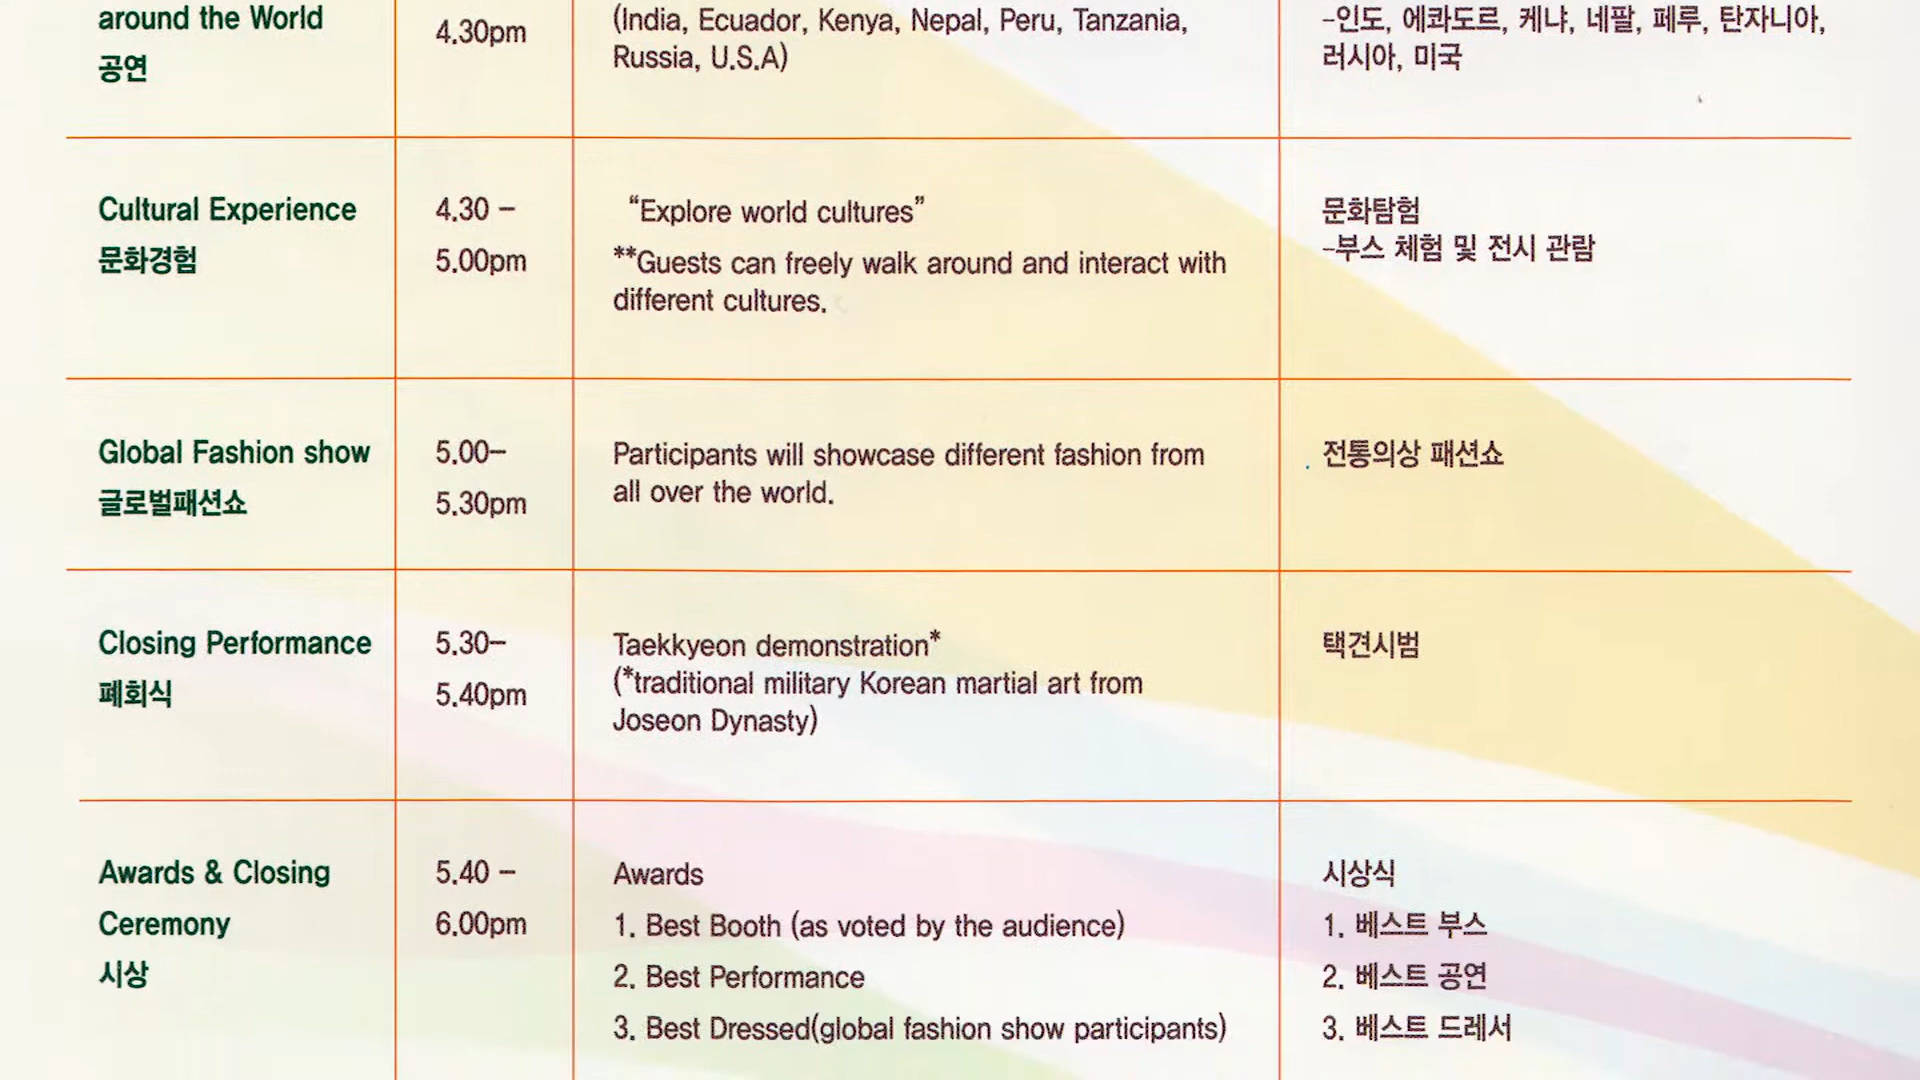 around the World
공연
4.30pm
(India, Ecuador, Kenya, Nepal, Peru, Tanzania,
Russia, U.S.A)
-인도, 에콰도르, 케냐, 네팔, 페루, 탄자니아,
러시아, 미국
Cultural Experience
문화경험
4.30 –
5.00pm
“Explore world cultures”
**Guests can freely walk around and interact with
different cultures.
문화탐험
-부스 체험 및 전시 관람
Global Fashion show
글로벌패션쇼
5.00–
5.30pm
Participants will showcase different fashion from
all over the world.
전통의상 패션쇼
Closing Performance
폐회식
5.30–
5.40pm
Taekkyeon demonstration*
(*traditional military Korean martial art from
Joseon Dynasty)
택견시범
Awards & Closing
Ceremony
시상
5.40 –
6.00pm
Awards
1. Best Booth (as voted by the audience)
2. Best Performance
3. Best Dressed(global fashion show participants)
시상식
1. 베스트 부스
2. 베스트 공연
3. 베스트 드레서